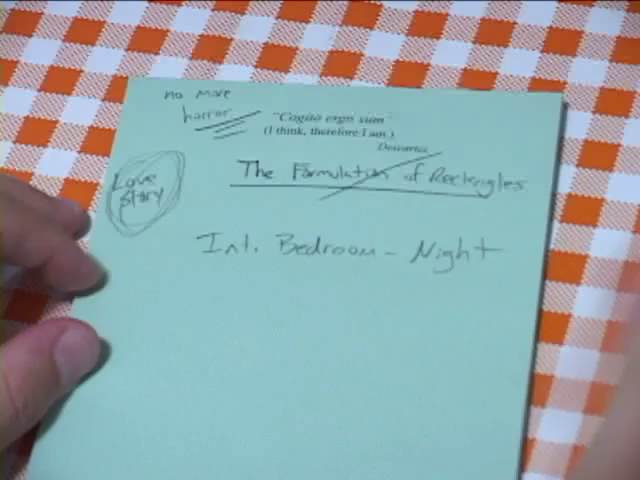 no more
horror
"Cogito ergo sum"
(I think, therefore I am.)
Descartes
The Formulation of Rectangles
Love
Story
Int. Bedroom - Night